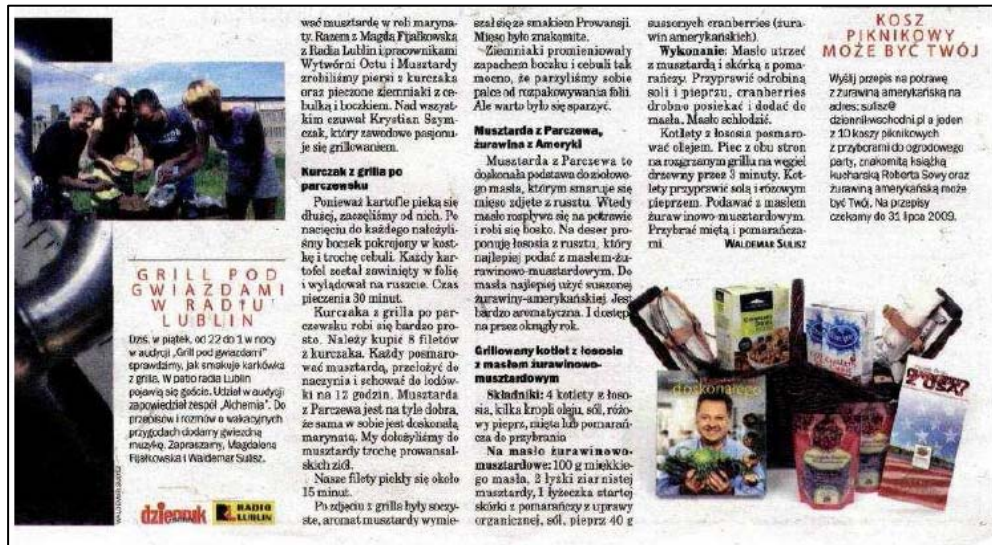 GRILL POD
GWIAZDAMI
W RADIU
LUBLIN
Dziś, w piątek, od 22 do 1 w nocy
w audycji „Grill pod gwiazdami”
sprawdzimy, jak smakuje karkówka
z grilla. W patio radia Lublin
pojawią się goście. Udział w audycji
zapowiedział zespół „Alchemia”. Do
przepisów i rozmów o wakacyjnych
przygodach dodamy gwiezdną
muzykę. Zapraszamy, Magdalena
Fijałkowska i Waldemar Sulisz.
dziennik
RADIO
LUBLIN
wać musztardę w roli maryna-
ty. Razem z Magdą Fijałkowską
z Radia Lublin i pracownikami
Wytwórni Octu i Musztardy
zrobiliśmy piersi z kurczaka
oraz pieczone ziemniaki z ce-
bulką i boczkiem. Nad wszyst-
kim czuwał Krystian Szym-
czak, który zawodowo pasjonu-
je się grillowaniem.
Kurczak z grilla po
parczewsku
Ponieważ kartofle pieką się
dłużej, zaczęliśmy od nich. Po
nacięciu do każdego nałożyli-
śmy boczek pokrojony w kost-
kę i trochę cebuli. Każdy kar-
tofel został zawinięty w folię
i wylądował na ruszcie. Czas
pieczenia 30 minut.
Kurczaka z grilla po par-
czewsku robi się bardzo pro-
sto. Należy kupić 8 filetów
z kurczaka. Każdy posmaro-
wać musztardą, przełożyć do
naczynia i schować do lodów-
ki na 12 godzin. Musztarda
z Parczewa jest na tyle dobra,
że sama w sobie jest doskonałą
marynatą. My dołożyliśmy do
musztardy trochę prowansal-
skich ziół.
Nasze filety piekły się około
15 minut.
Po zdjęciu z grilla były soczy-
ste, aromat musztardy wymie-
szał się ze smakiem Prowansji.
Mięso było znakomite.
Ziemniaki promieniowały
zapachem boczku i cebuli tak
mocno, że parzyliśmy sobie
palce od rozpakowywania folii.
Ale warto było się sparzyć.
Musztarda z Parczewa,
żurawina z Ameryki
Musztarda z Parczewa to
doskonała podstawa do ziołowe-
go masła, którym smaruje się
mięso zdjęte z rusztu. Wtedy
masło rozpływa się na potrawie
i robi się bosko. Na deser pro-
ponuję łososia z rusztu, który
najlepiej podać z masłem żu-
rawinowo-musztardowym. Do
masła najlepiej użyć suszonej
żurawiny amerykańskiej. Jest
bardzo aromatyczna. I dostęp-
na przez okrągły rok.
Grillowany kotlet z łososia
z masłem żurawinowo-
musztardowym
Składniki: 4 kotlety z łoso-
sia, kilka kropli oleju, sól, różo-
wy pieprz, mięta lub pomarań-
cza do przybrania
Na masło żurawinowo-
musztardowe: 100 g miękkie-
go masła, 2 łyżki ziarnistej
musztardy, 1 łyżeczka startej
skórki z pomarańczy z uprawy
organicznej, sól, pieprz 40 g
suszonych cranberries (żura-
win amerykańskich).
Wykonanie: Masło utrzeć
z musztardą i skórką z poma-
rańczy. Przyprawić odrobiną
soli i pieprzu, cranberries
drobno posiekać i dodać do
masła. Masło schłodzić.
Kotlety z łososia posmaro-
wać olejem. Piec z obu stron
na rozgrzanym grillu na węgiel
drzewny przez 3 minuty. Kot-
lety przyprawić solą i różowym
pieprzem. Podawać z masłem
żurawinowo-musztardowym.
Przybrać miętą i pomarańcza-
mi.
WALDEMAR SULISZ
KOSZ
PIKNIKOWY
MOŻE BYĆ TWÓJ
Wyślij przepis na potrawę
z żurawiną amerykańską na
adres: sulisz@
dziennikwschodni.pl a jeden
z 10 koszy piknikowych
z przyborami do ogrodowego
party, znakomitą książką
kucharską Roberta Sowy oraz
żurawiną amerykańską może
być Twój. Na przepisy
czekamy do 31 lipca 2009.
doskonałego
z USA?